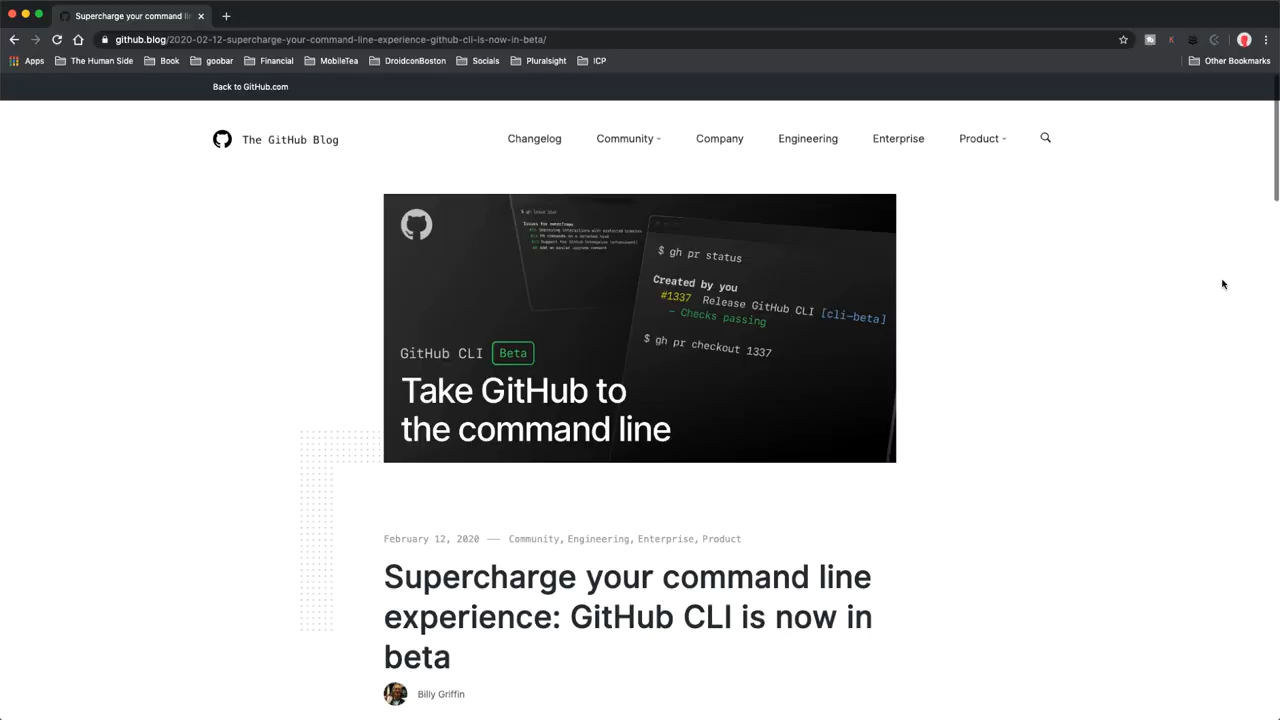 Supercharge your command li
github.blog/2020-02-12-supercharge-your-command-line-experience-github-cli-is-now-in-beta/
Apps The Human Side Book goobar Financial MobileTea DroidconBoston Socials Pluralsight ICP Other Bookmarks
Back to GitHub.com
The GitHub Blog Changelog Community Company Engineering Enterprise Product
$ gh issue list
$ gh pr status
Created by you
#1337 Release GitHub CLI [cli-beta]
- Checks passing
$ gh pr checkout 1337
GitHub CLI Beta
Take GitHub to
the command line
February 12, 2020 — Community, Engineering, Enterprise, Product
Supercharge your command line
experience: GitHub CLI is now in
beta
Billy Griffin